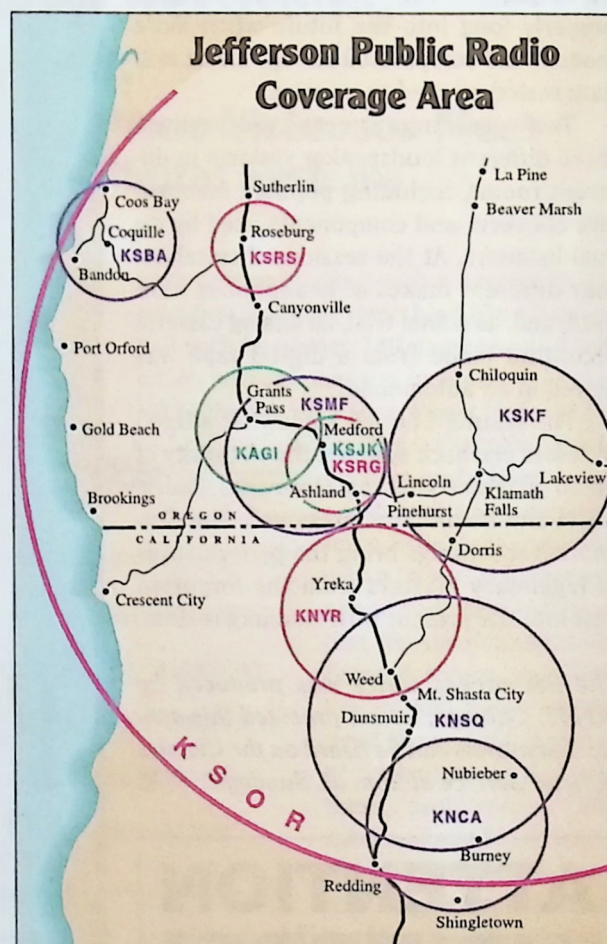 Jefferson Public Radio
Coverage Area
La Pine
Sutherlin
Beaver Marsh
Coos Bay
Coquille
KSBA
Bandon
Roseburg
KSRS
Canyonville
Port Orford
Chiloquin
Grants
Pass
KSMF
KSKF
Gold Beach
Medford
KAGI
KSJK
KSRG
Lakeview
Ashland
Lincoln
Pinehurst
Klamath
Falls
Brookings
OREGON
CALIFORNIA
Dorris
Crescent City
Yreka
KNYR
Weed
Mt. Shasta City
Dunsmuir
KNSQ
KSOR
Nubieber
KNCA
Burney
Redding
Shingletown